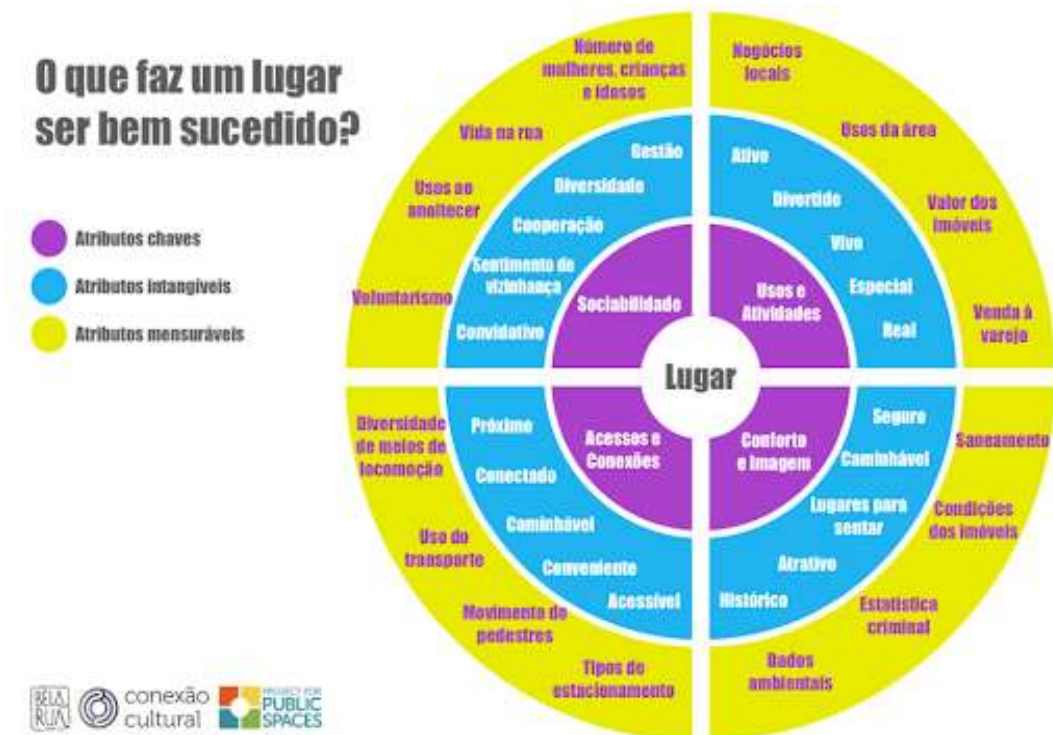 O que faz um lugar
ser bem sucedido?
Atributos chaves
Atributos intangíveis
Atributos mensuráveis
Número de
mulheres, crianças
e idosos
Vida na rua
Usos ao
anoitecer
Voluntarismo
Gestão
Diversidade
Cooperação
Sentimento de
vizinhança
Convidativo
Sociabilidade
Negócios
locais
Usos da área
Valor dos
imóveis
Venda à
varejo
Ativo
Divertido
Vivo
Especial
Real
Usos e
Atividades
Lugar
Acessos e
Conexões
Próximo
Conectado
Caminhável
Conveniente
Acessível
Diversidade
de meios de
locomoção
Uso do
transporte
Movimento de
pedestres
Tipos de
estacionamento
Conforto
e Imagem
Seguro
Caminhável
Lugares para
sentar
Atrativo
Histórico
Saneamento
Condições
dos imóveis
Estatística
criminal
Dados
ambientais
BELA
RUA
conexão
cultural
PROJECT FOR
PUBLIC
SPACES